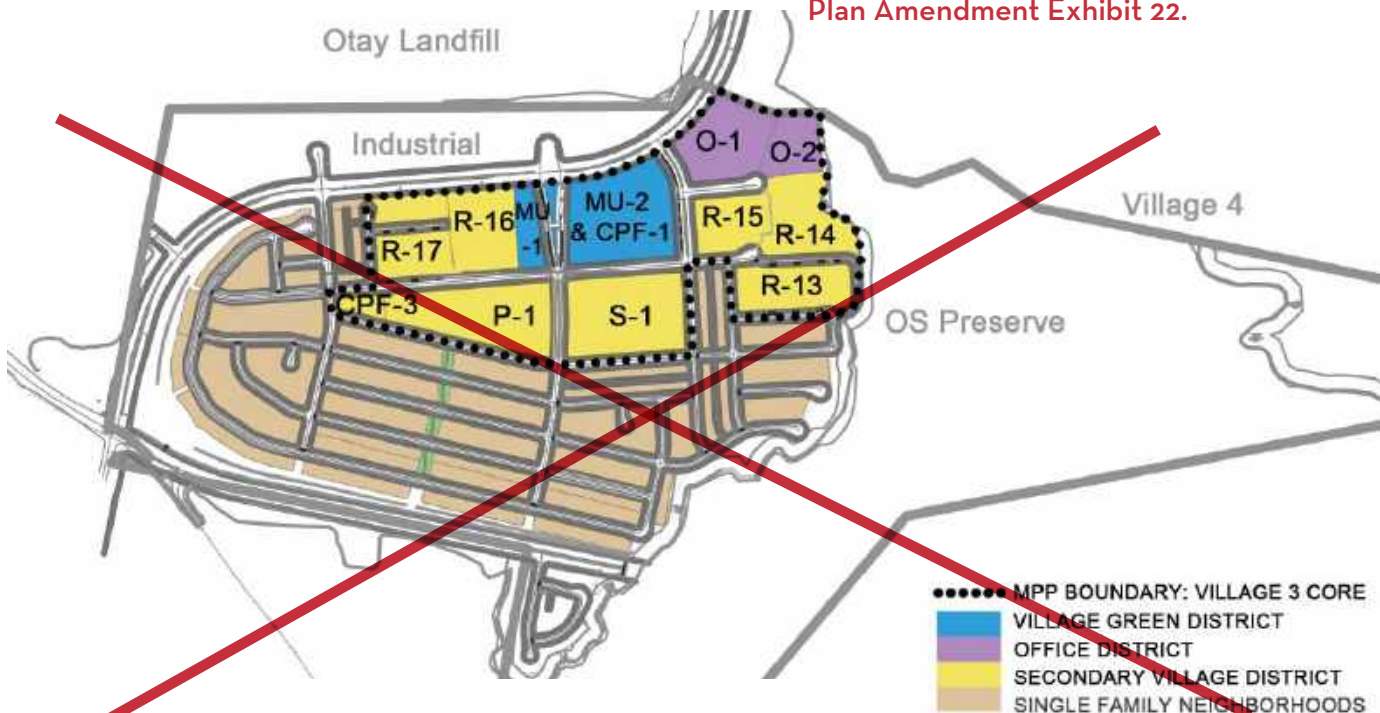 Plan Amendment Exhibit 22.
Otay Landfill
Industrial
O-1
O-2
Village 4
R-16
MU
-1
MU-2
& CPF-1
R-15
R-14
R-17
R-13
CPF-3
P-1
S-1
OS Preserve
MPP BOUNDARY: VILLAGE 3 CORE
VILLAGE GREEN DISTRICT
OFFICE DISTRICT
SECONDARY VILLAGE DISTRICT
SINGLE FAMILY NEIGHBORHOODS